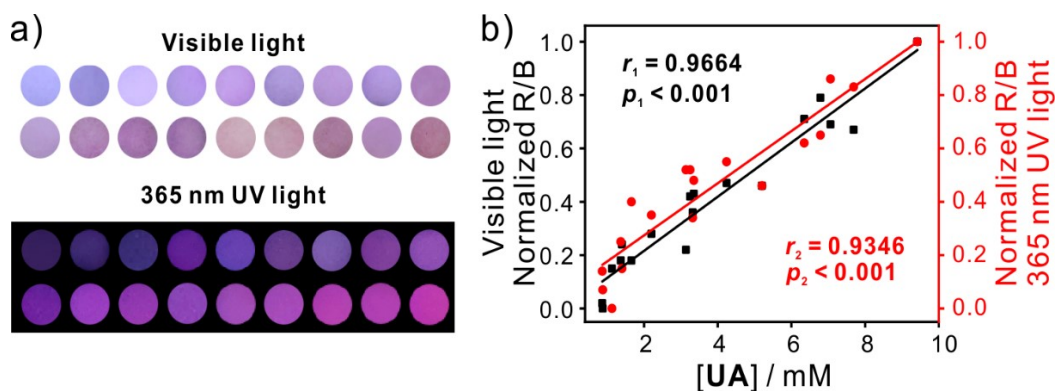 a)
Visible light
365 nm UV light
b)
Visible light
Normalized R/B
1.0
0.8
0.6
0.4
0.2
0.0
r₁ = 0.9664
p₁ < 0.001
r₂ = 0.9346
p₂ < 0.001
2 4 6 8 10
[UA] / mM
1.0
0.8
0.6
0.4
0.2
0.0
Normalized R/B
365 nm UV light